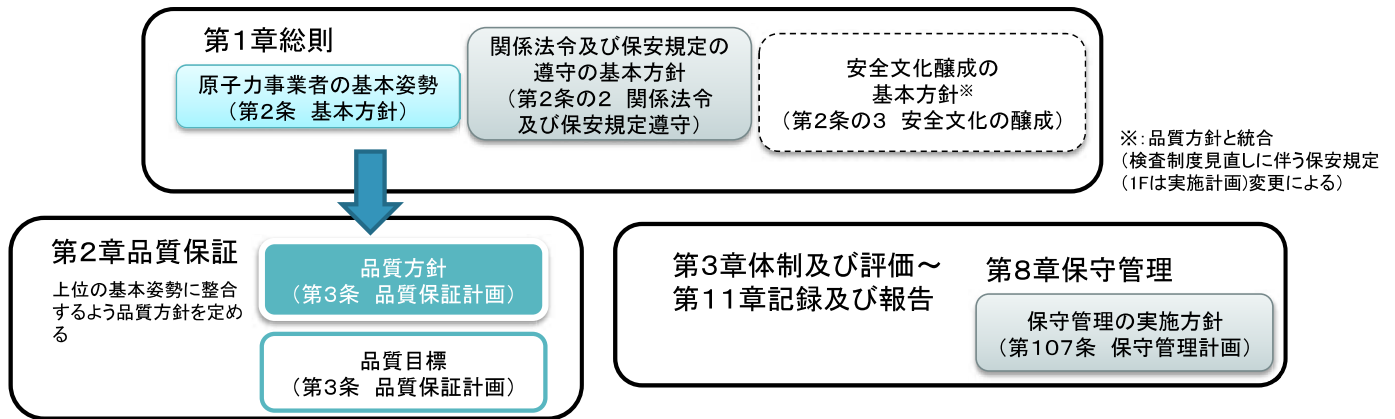 第1章総則
原子力事業者の基本姿勢
(第2条 基本方針)
関係法令及び保安規定の
遵守の基本方針
(第2条の2 関係法令
及び保安規定遵守)
安全文化醸成の
基本方針※
(第2条の3 安全文化の醸成)
※:品質方針と統合
(検査制度見直しに伴う保安規定
(1Fは実施計画)変更による)
第2章品質保証
上位の基本姿勢に整合
するよう品質方針を定め
る
品質方針
(第3条 品質保証計画)
品質目標
(第3条 品質保証計画)
第3章体制及び評価~
第11章記録及び報告
第8章保守管理
保守管理の実施方針
(第107条 保守管理計画)